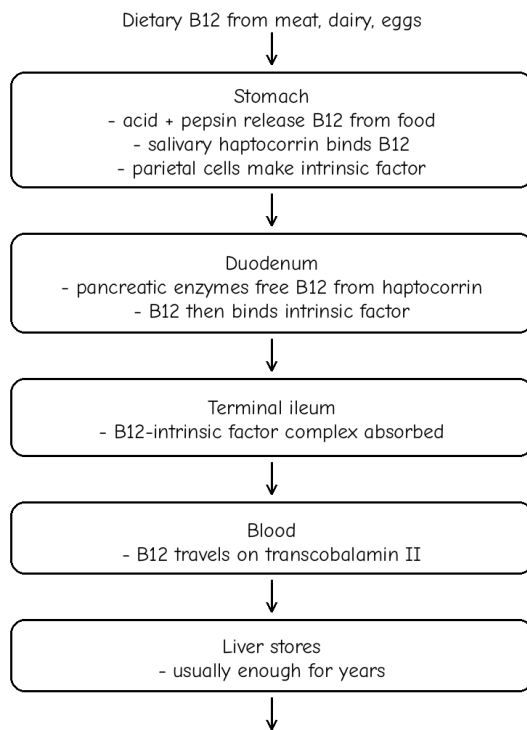 Dietary B12 from meat, dairy, eggs
Stomach
- acid + pepsin release B12 from food
- salivary haptocorrin binds B12
- parietal cells make intrinsic factor
Duodenum
- pancreatic enzymes free B12 from haptocorrin
- B12 then binds intrinsic factor
Terminal ileum
- B12-intrinsic factor complex absorbed
Blood
- B12 travels on transcobalamin II
Liver stores
- usually enough for years